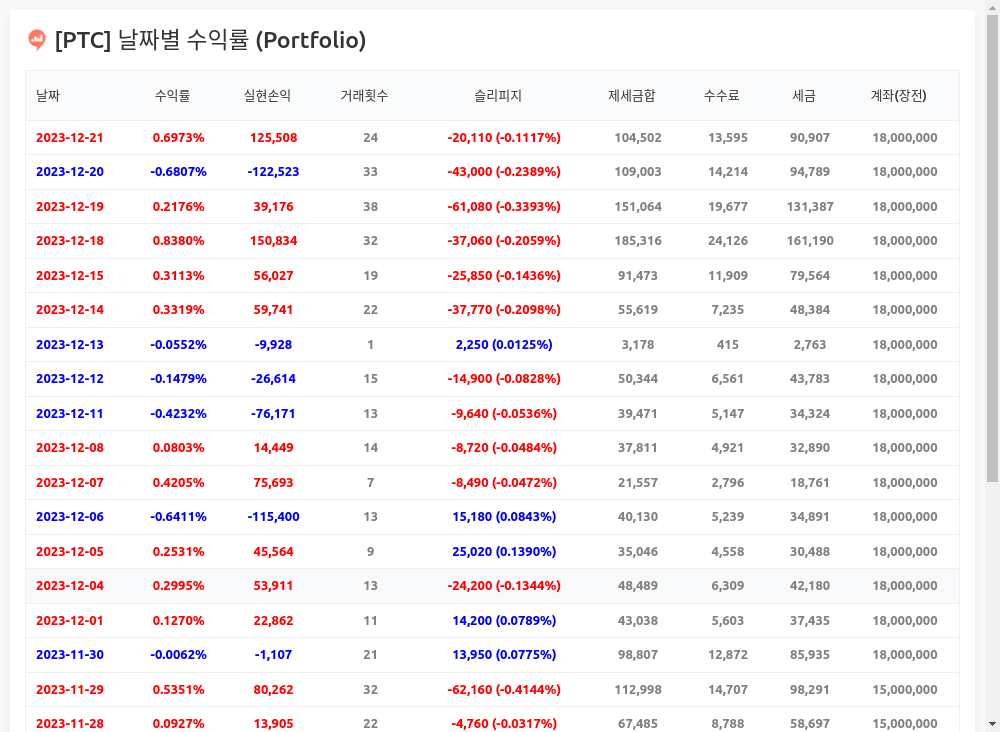 [PTC] 날짜별 수익률 (Portfolio)
날짜 수익률 실현손익 거래횟수 슬리피지 제세금합 수수료 세금 계좌(장전)
2023-12-21 0.6973% 125,508 24 -20,110 (-0.1117%) 104,502 13,595 90,907 18,000,000
2023-12-20 -0.6807% -122,523 33 -43,000 (-0.2389%) 109,003 14,214 94,789 18,000,000
2023-12-19 0.2176% 39,176 38 -61,080 (-0.3393%) 151,064 19,677 131,387 18,000,000
2023-12-18 0.8380% 150,834 32 -37,060 (-0.2059%) 185,316 24,126 161,190 18,000,000
2023-12-15 0.3113% 56,027 19 -25,850 (-0.1436%) 91,473 11,909 79,564 18,000,000
2023-12-14 0.3319% 59,741 22 -37,770 (-0.2098%) 55,619 7,235 48,384 18,000,000
2023-12-13 -0.0552% -9,928 1 2,250 (0.0125%) 3,178 415 2,763 18,000,000
2023-12-12 -0.1479% -26,614 15 -14,900 (-0.0828%) 50,344 6,561 43,783 18,000,000
2023-12-11 -0.4232% -76,171 13 -9,640 (-0.0536%) 39,471 5,147 34,324 18,000,000
2023-12-08 0.0803% 14,449 14 -8,720 (-0.0484%) 37,811 4,921 32,890 18,000,000
2023-12-07 0.4205% 75,693 7 -8,490 (-0.0472%) 21,557 2,796 18,761 18,000,000
2023-12-06 -0.6411% -115,400 13 15,180 (0.0843%) 40,130 5,239 34,891 18,000,000
2023-12-05 0.2531% 45,564 9 25,020 (0.1390%) 35,046 4,558 30,488 18,000,000
2023-12-04 0.2995% 53,911 13 -24,200 (-0.1344%) 48,489 6,309 42,180 18,000,000
2023-12-01 0.1270% 22,862 11 14,200 (0.0789%) 43,038 5,603 37,435 18,000,000
2023-11-30 -0.0062% -1,107 21 13,950 (0.0775%) 98,807 12,872 85,935 18,000,000
2023-11-29 0.5351% 80,262 32 -62,160 (-0.4144%) 112,998 14,707 98,291 15,000,000
2023-11-28 0.0927% 13,905 22 -4,760 (-0.0317%) 67,485 8,788 58,697 15,000,000